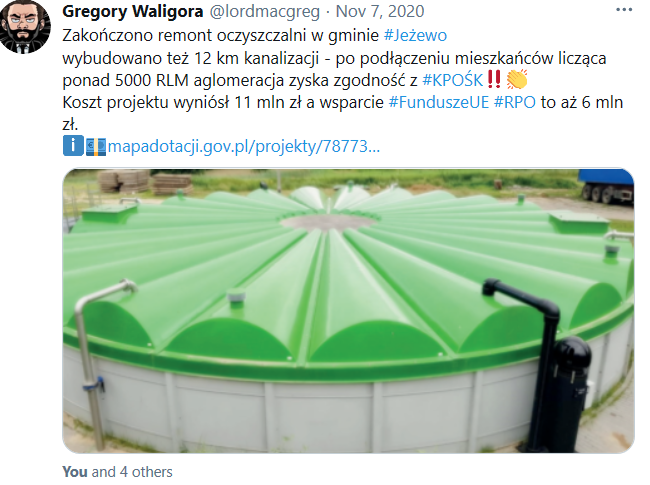 Gregory Waligora @lordmacgreg · Nov 7, 2020
Zakończono remont oczyszczalni w gminie #Jeżewo
wybudowano też 12 km kanalizacji - po podłączeniu mieszkańców licząca
ponad 5000 RLM aglomeracja zyska zgodność z #KPOŚK‼️👏
Koszt projektu wyniósł 11 mln zł a wsparcie #FunduszeUE #RPO to aż 6 mln
zł.
ℹ️💶mapadotacji.gov.pl/projekty/78773...
You and 4 others